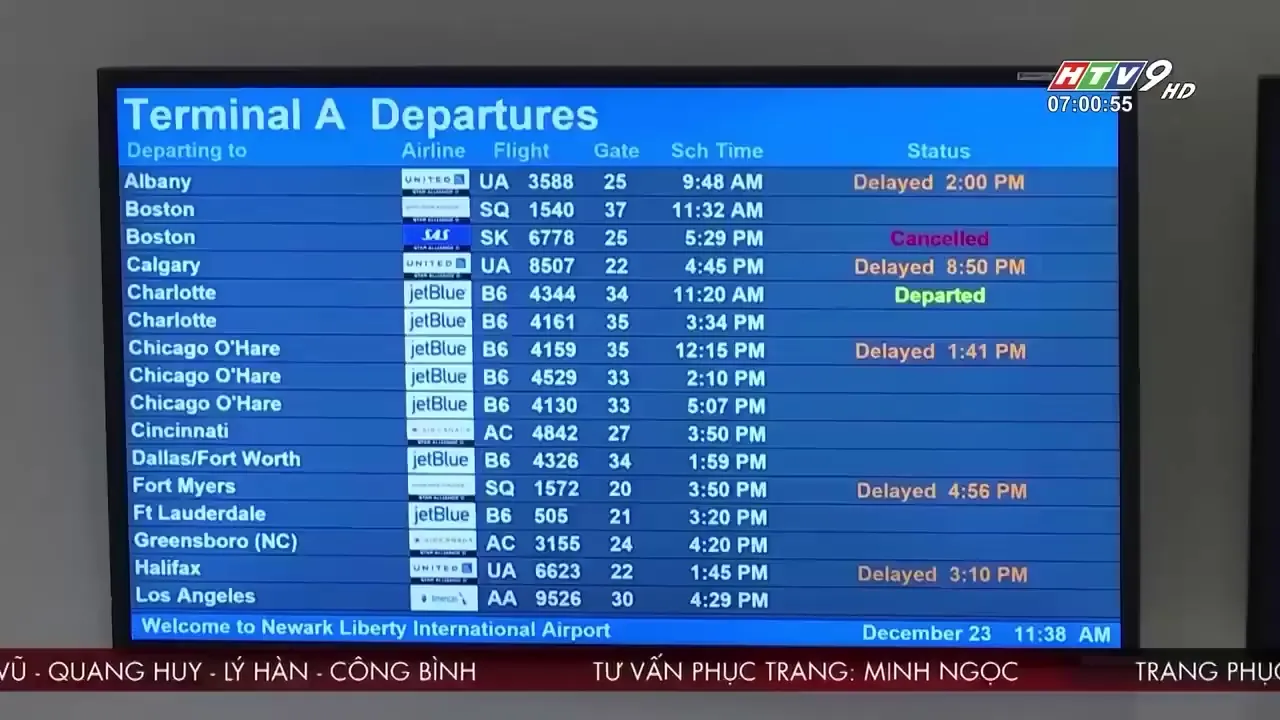 HTV9 HD
07:00:55
Terminal A Departures
Departing to Airline Flight Gate Sch Time Status
Albany UNITED UA 3588 25 9:48 AM Delayed 2:00 PM
Boston SQ 1540 37 11:32 AM
Boston SAS SK 6778 25 5:29 PM Cancelled
Calgary UNITED UA 8507 22 4:45 PM Delayed 8:50 PM
Charlotte jetBlue B6 4344 34 11:20 AM Departed
Charlotte jetBlue B6 4161 35 3:34 PM
Chicago O'Hare jetBlue B6 4159 35 12:15 PM Delayed 1:41 PM
Chicago O'Hare jetBlue B6 4529 33 2:10 PM
Chicago O'Hare jetBlue B6 4130 33 5:07 PM
Cincinnati AC 4842 27 3:50 PM
Dallas/Fort Worth jetBlue B6 4326 34 1:59 PM
Fort Myers SQ 1572 20 3:50 PM Delayed 4:56 PM
Ft Lauderdale jetBlue B6 505 21 3:20 PM
Greensboro (NC) AC 3155 24 4:20 PM
Halifax UNITED UA 6623 22 1:45 PM Delayed 3:10 PM
Los Angeles AA 9526 30 4:29 PM
Welcome to Newark Liberty International Airport December 23 11:38 AM
VŨ - QUANG HUY - LÝ HÀN - CÔNG BÌNH TƯ VẤN PHỤC TRANG: MINH NGỌC TRANG PHỤC